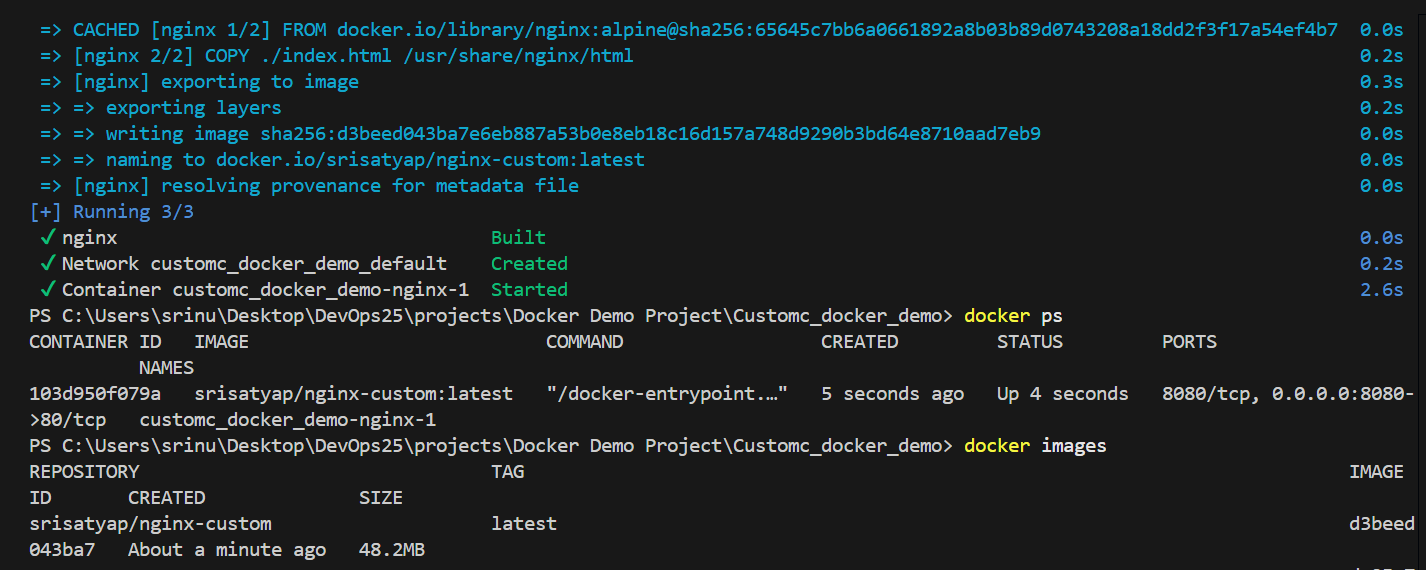 => CACHED [nginx 1/2] FROM docker.io/library/nginx:alpine@sha256:65645c7bb6a0661892a8b03b89d0743208a18dd2f3f17a54ef4b7 0.0s
=> [nginx 2/2] COPY ./index.html /usr/share/nginx/html 0.2s
=> [nginx] exporting to image 0.3s
=> => exporting layers 0.2s
=> => writing image sha256:d3beed043ba7e6eb887a53b0e8eb18c16d157a748d9290b3bd64e8710aad7eb9 0.0s
=> => naming to docker.io/srisatyap/nginx-custom:latest 0.0s
=> [nginx] resolving provenance for metadata file 0.0s
[+] Running 3/3
✓ nginx Built 0.0s
✓ Network customc_docker_demo_default Created 0.2s
✓ Container customc_docker_demo-nginx-1 Started 2.6s
PS C:\Users\srinu\Desktop\DevOps25\projects\Docker Demo Project\Customc_docker_demo> docker ps
CONTAINER ID IMAGE COMMAND CREATED STATUS PORTS
NAMES
103d950f079a srisatyap/nginx-custom:latest "/docker-entrypoint.…" 5 seconds ago Up 4 seconds 8080/tcp, 0.0.0.0:8080-
>80/tcp customc_docker_demo-nginx-1
PS C:\Users\srinu\Desktop\DevOps25\projects\Docker Demo Project\Customc_docker_demo> docker images
REPOSITORY TAG IMAGE
ID CREATED SIZE
srisatyap/nginx-custom latest d3beed
043ba7 About a minute ago 48.2MB